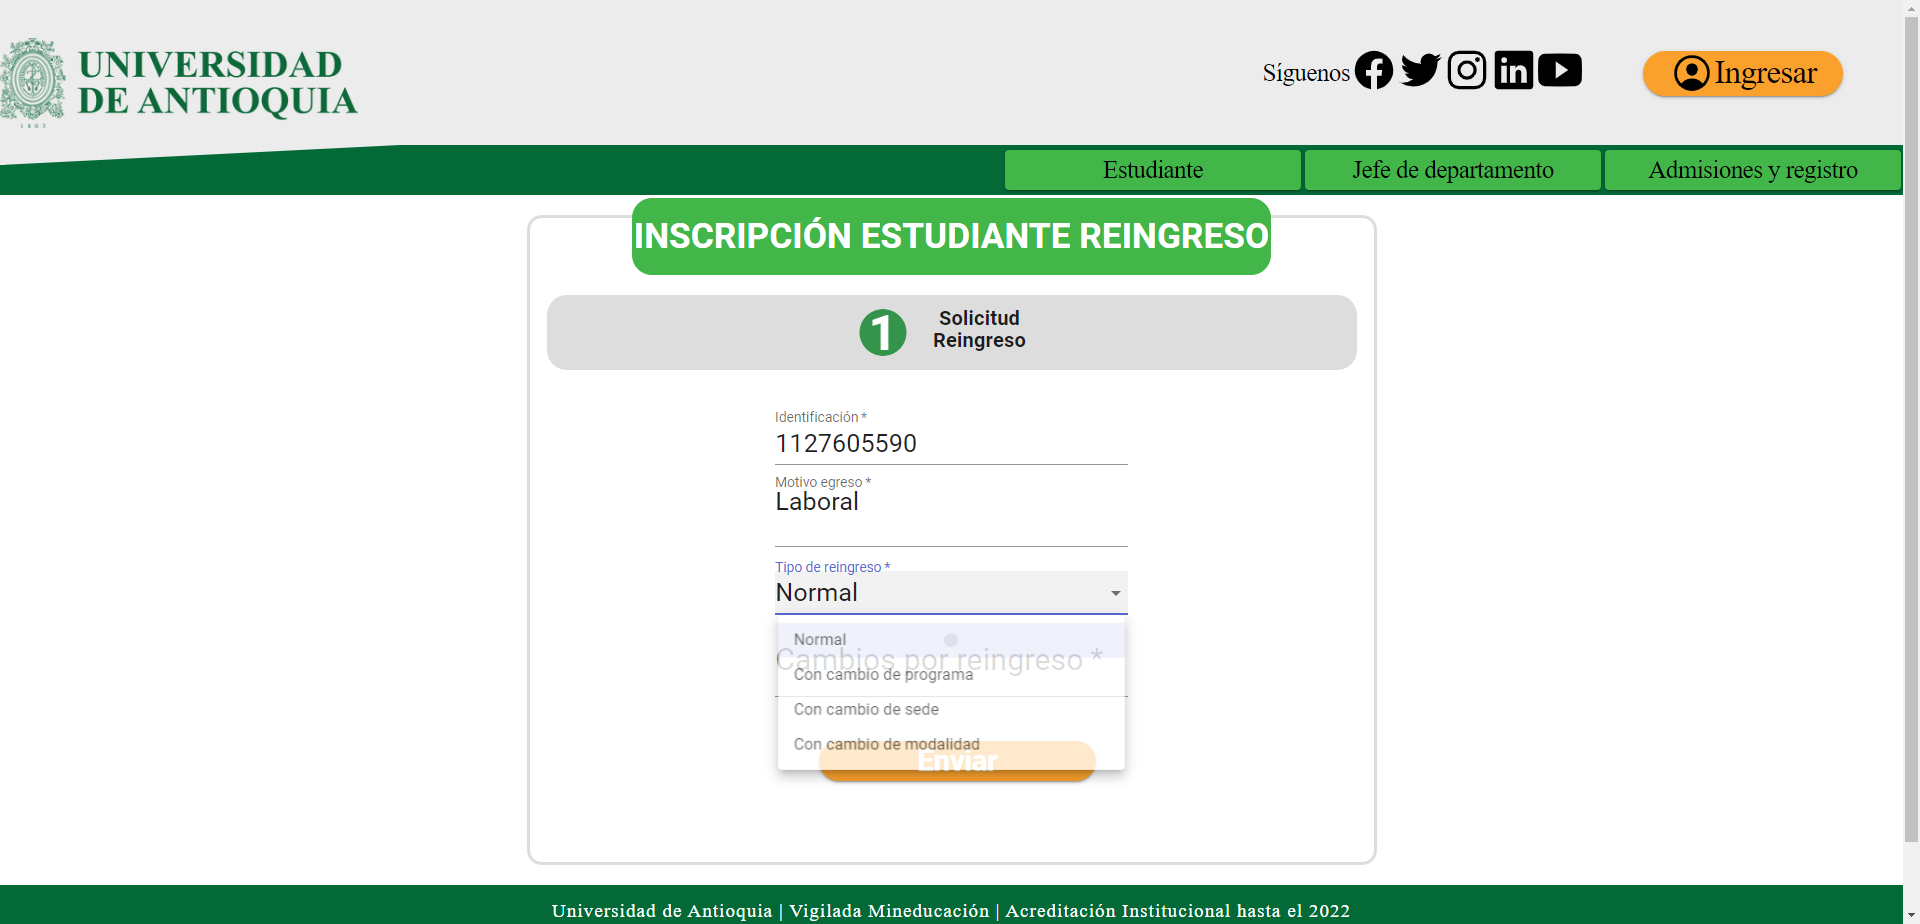 UNIVERSIDAD
DE ANTIOQUIA
1803
Síguenos
Ingresar
Estudiante
Jefe de departamento
Admisiones y registro
INSCRIPCIÓN ESTUDIANTE REINGRESO
1
Solicitud
Reingreso
Identificación *
1127605590
Motivo egreso *
Laboral
Tipo de reingreso *
Normal
Normal
Cambios por reingreso *
Con cambio de programa
Con cambio de sede
Con cambio de modalidad
Enviar
Universidad de Antioquia | Vigilada Mineducación | Acreditación Institucional hasta el 2022